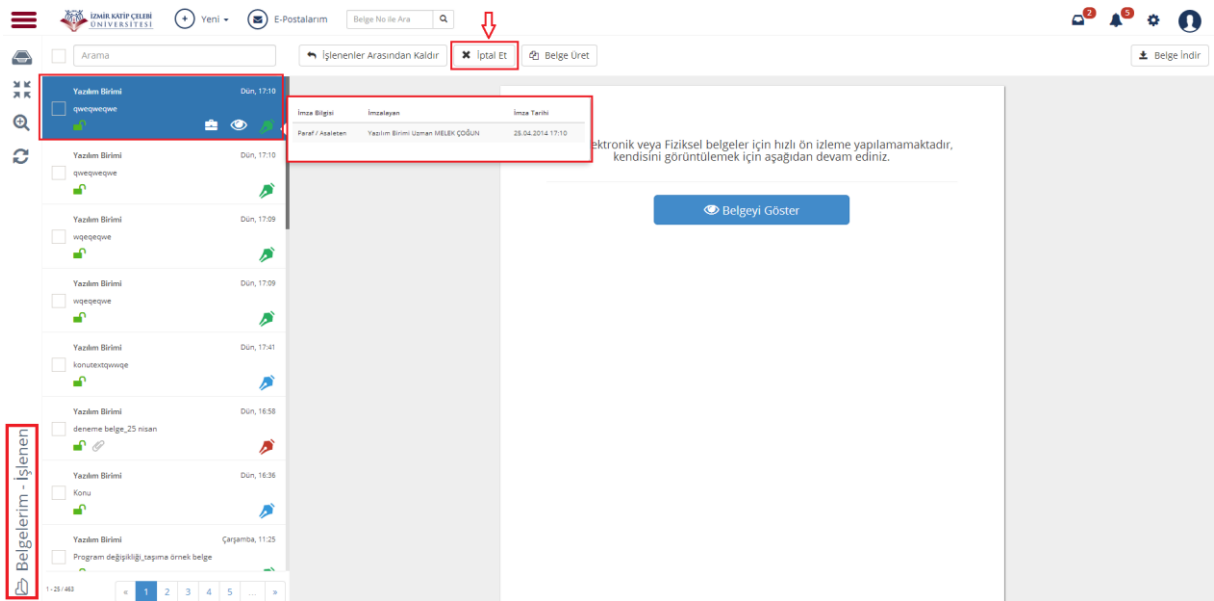 İZMİR KATİP ÇELEBİ
ÜNİVERSİTESİ
Yeni
E-Postalarım
Belge No ile Ara
2
5
Arama
İşlenenler Arasından Kaldır
İptal Et
Belge Üret
Belge İndir
Yazılım Birimi
Dün, 17:10
qweqweqwe
İmza Bilgisi
İmzalayan
İmza Tarihi
Paraf / Asaleten
Yazılım Birimi Uzman MELEK ÇOĞUN
25.04.2014 17:10
ektronik veya Fiziksel belgeler için hızlı ön izleme yapılamamaktadır,
kendisini görüntülemek için aşağıdan devam ediniz.
Belgeyi Göster
Yazılım Birimi
Dün, 17:10
qweqweqwe
Yazılım Birimi
Dün, 17:09
wqeqeqwe
Yazılım Birimi
Dün, 17:09
wqeqeqwe
Yazılım Birimi
Dün, 17:41
konutextqwwqe
Yazılım Birimi
Dün, 16:58
deneme belge_25 nisan
Yazılım Birimi
Dün, 16:36
Konu
Yazılım Birimi
Çarşamba, 11:25
Program değişikliği_taşıma örnek belge
1 - 25 / 463
« 1 2 3 4 5 ... »
Belgelerim - İşlenen